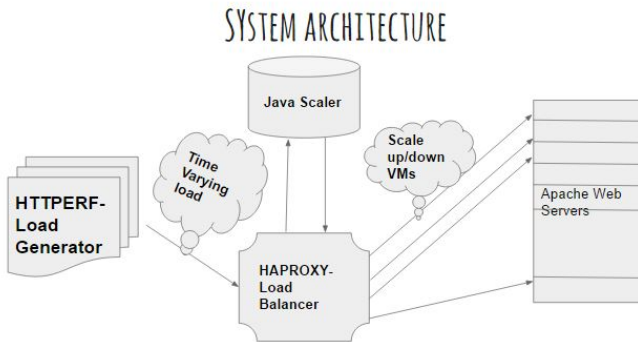 SYSTEM ARCHITECTURE
Java Scaler
Time
Varying
load
Scale
up/down
VMs
HTTPERF-
Load
Generator
Apache Web
Servers
HAPROXY-
Load
Balancer